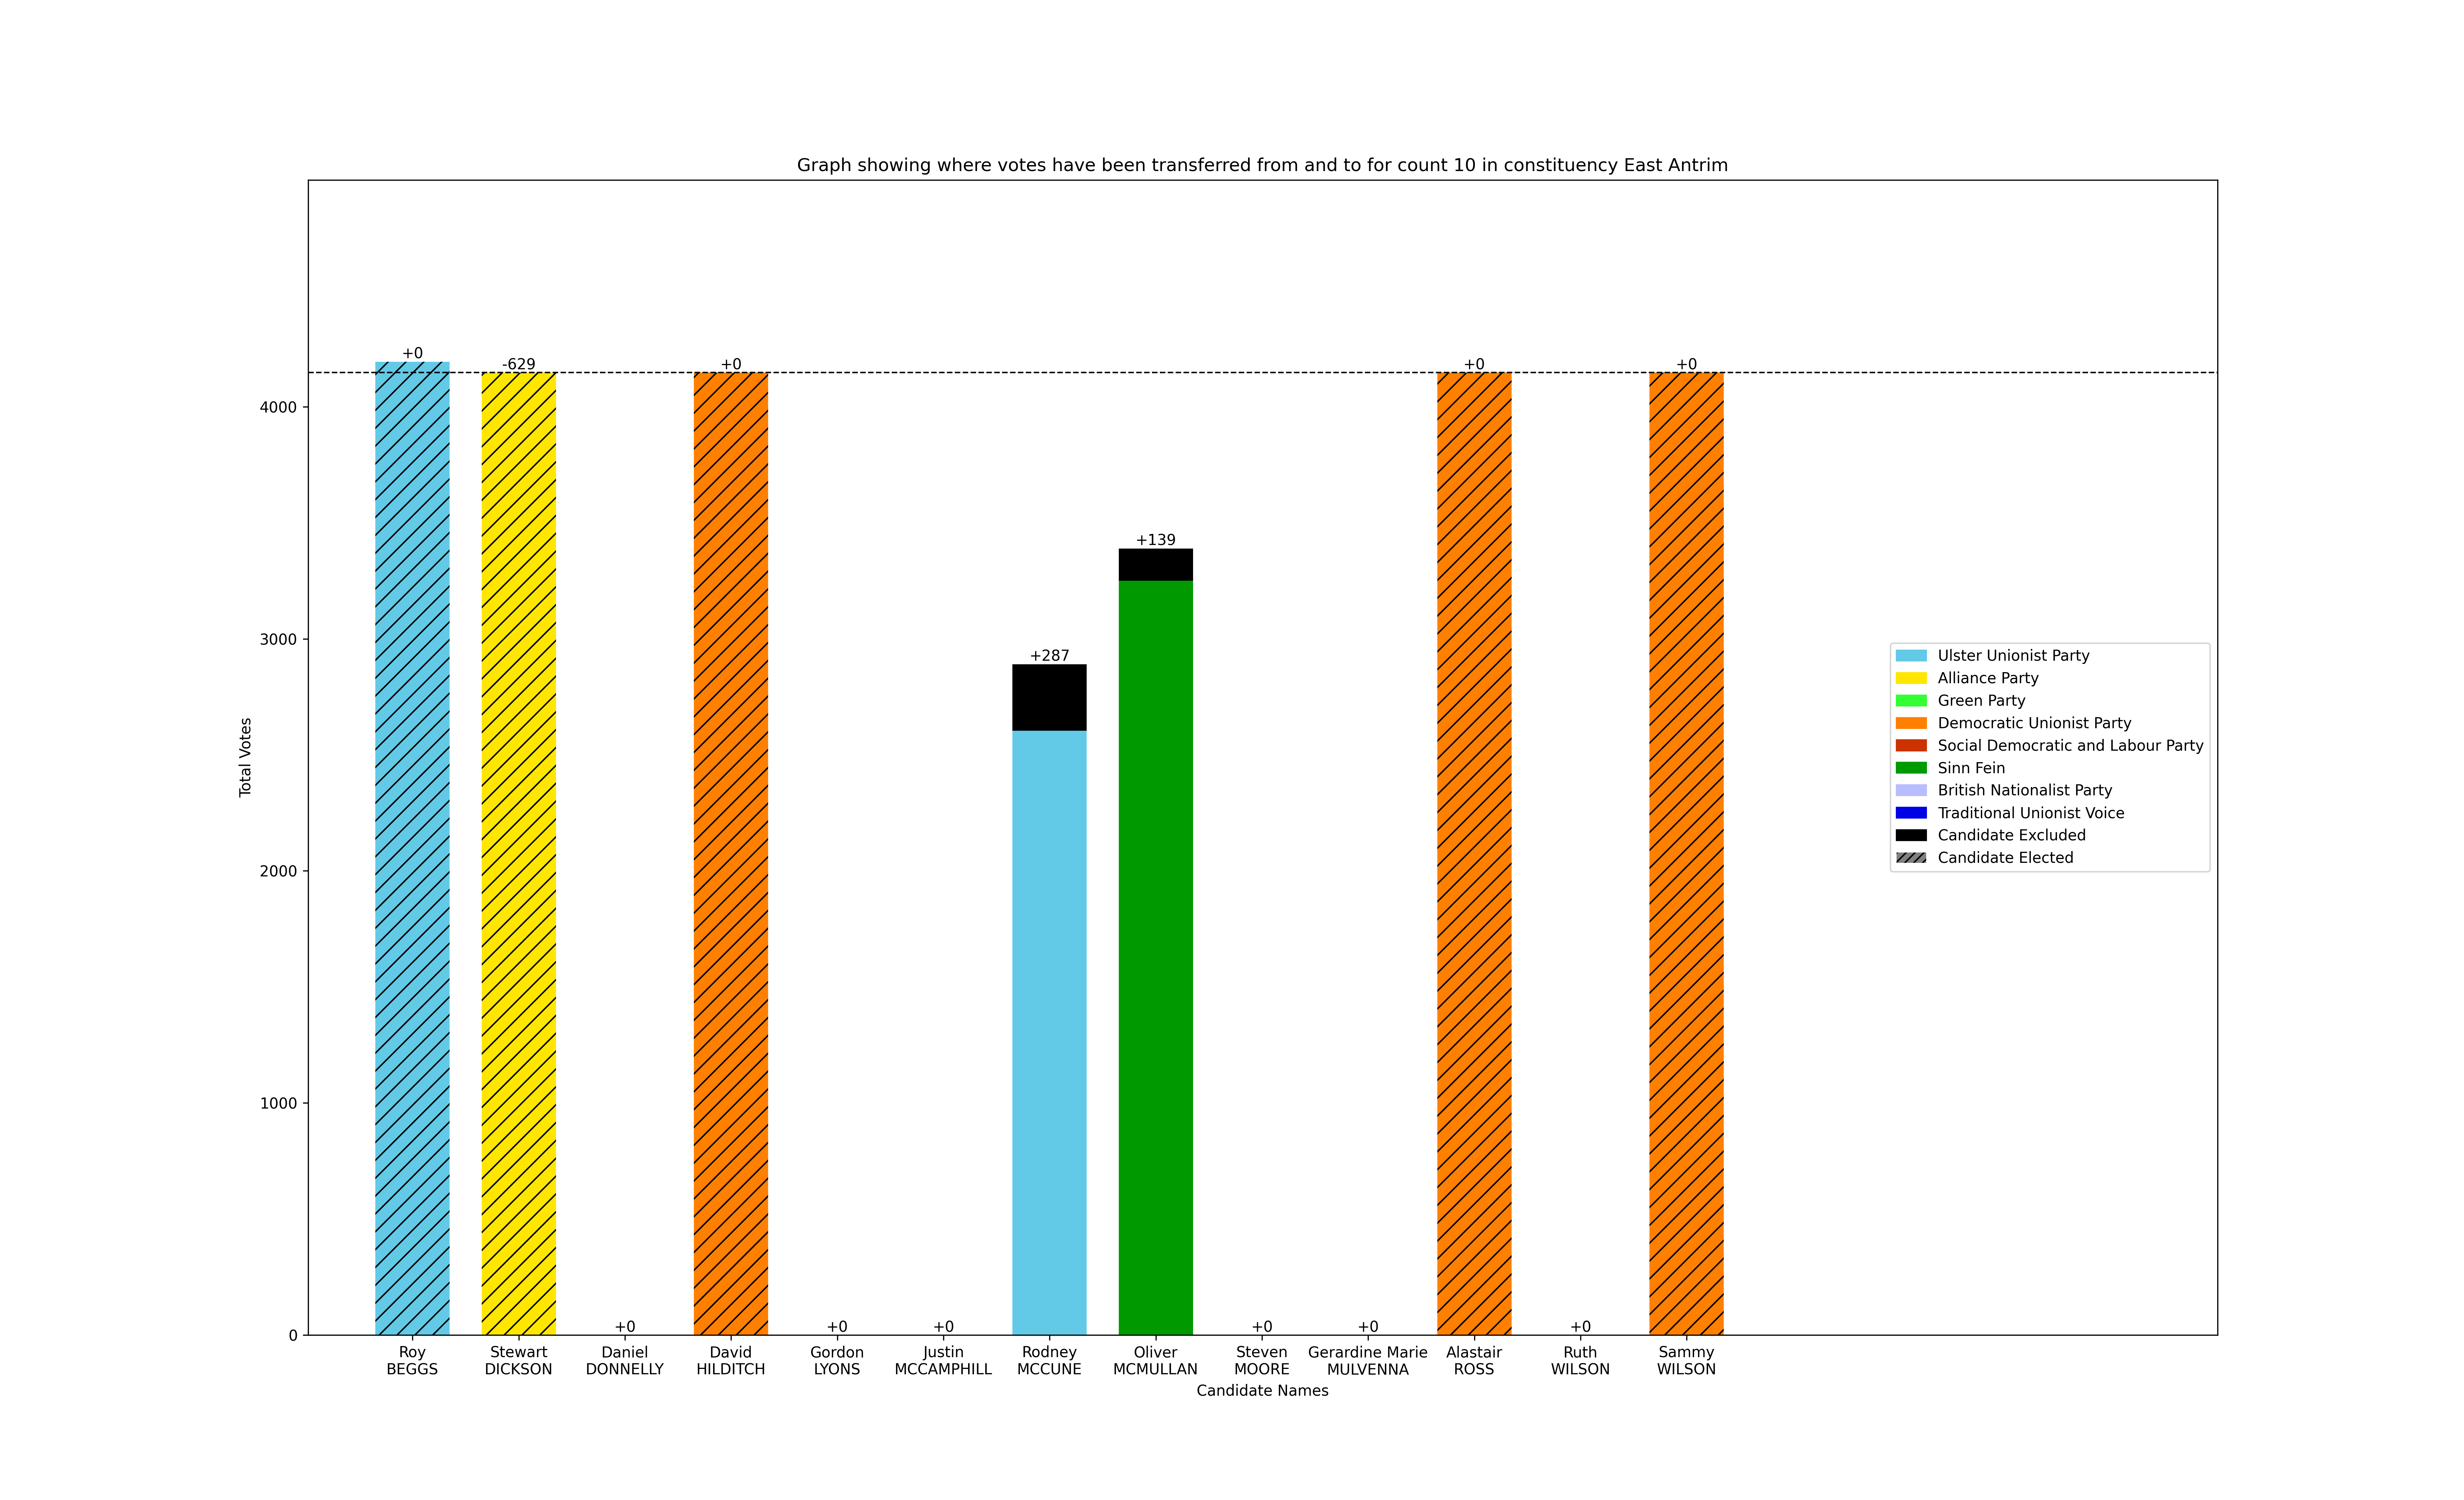 Graph showing where votes have been transferred from and to for count 10 in constituency East Antrim
Total Votes
4000
3000
2000
1000
0
+0
-629
+0
+0
+0
+0
+287
+139
+0
+0
+0
+0
+0
Roy
BEGGS
Stewart
DICKSON
Daniel
DONNELLY
David
HILDITCH
Gordon
LYONS
Justin
MCCAMPHILL
Rodney
MCCUNE
Oliver
MCMULLAN
Steven
MOORE
Gerardine Marie
MULVENNA
Alastair
ROSS
Ruth
WILSON
Sammy
WILSON
Candidate Names
Ulster Unionist Party
Alliance Party
Green Party
Democratic Unionist Party
Social Democratic and Labour Party
Sinn Fein
British Nationalist Party
Traditional Unionist Voice
Candidate Excluded
Candidate Elected